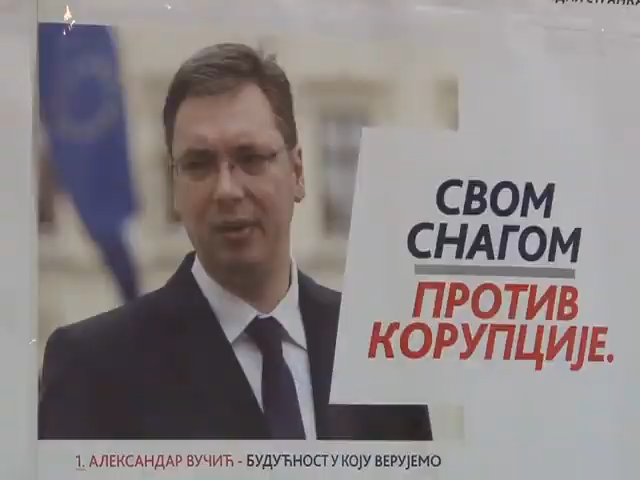 СВОМ
СНАГОМ
ПРОТИВ
КОРУПЦИЈЕ.
1. АЛЕКСАНДАР ВУЧИЋ - БУДУЋНОСТ У КОЈУ ВЕРУЈЕМО